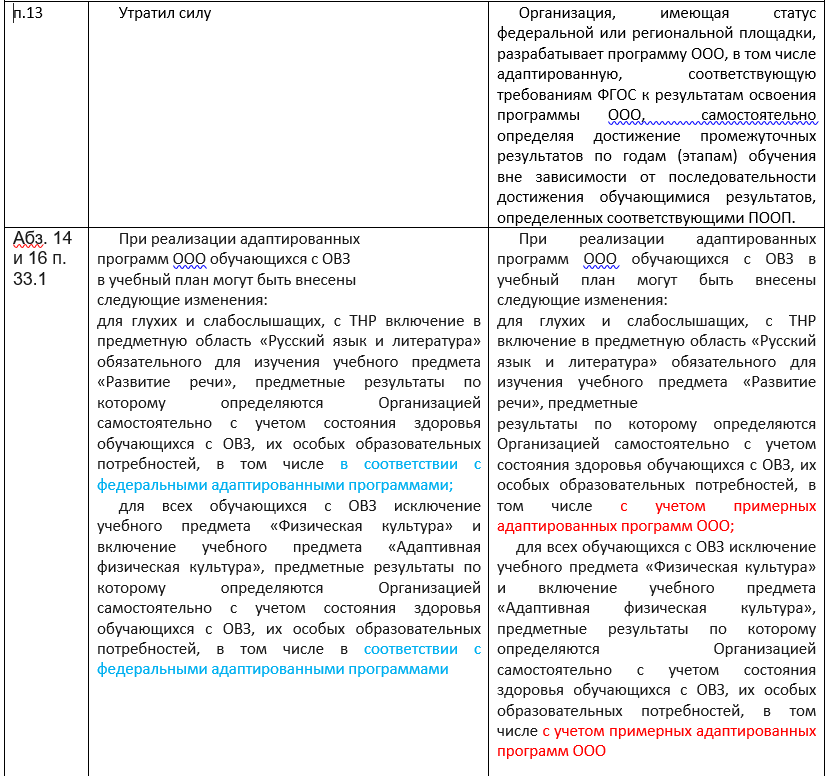 п.13
Утратил силу
Организация, имеющая статус
федеральной или региональной площадки,
разрабатывает программу ООО, в том числе
адаптированную, соответствующую
требованиям ФГОС к результатам освоения
программы ООО, самостоятельно
определяя достижение промежуточных
результатов по годам (этапам) обучения
вне зависимости от последовательности
достижения обучающимися результатов,
определенных соответствующими ПООП.
Абз. 14
и 16 п.
33.1
При реализации адаптированных
программ ООО обучающихся с ОВЗ
в учебный план могут быть внесены
следующие изменения:
для глухих и слабослышащих, с ТНР включение в
предметную область «Русский язык и литература»
обязательного для изучения учебного предмета
«Развитие речи», предметные результаты по
которому определяются Организацией
самостоятельно с учетом состояния здоровья
обучающихся с ОВЗ, их особых образовательных
потребностей, в том числе в соответствии с
федеральными адаптированными программами;
для всех обучающихся с ОВЗ исключение
учебного предмета «Физическая культура» и
включение учебного предмета «Адаптивная
физическая культура», предметные результаты по
которому определяются Организацией
самостоятельно с учетом состояния здоровья
обучающихся с ОВЗ, их особых образовательных
потребностей, в том числе в соответствии с
федеральными адаптированными программами
При реализации адаптированных
программ ООО обучающихся с ОВЗ в
учебный план могут быть внесены
следующие изменения:
для глухих и слабослышащих, с ТНР
включение в предметную область «Русский
язык и литература» обязательного для
изучения учебного предмета «Развитие
речи», предметные
результаты по которому определяются
Организацией самостоятельно с учетом
состояния здоровья обучающихся с ОВЗ, их
особых образовательных потребностей, в
том числе с учетом примерных
адаптированных программ ООО;
для всех обучающихся с ОВЗ исключение
учебного предмета «Физическая культура»
и включение учебного предмета
«Адаптивная физическая культура»,
предметные результаты по которому
определяются Организацией
самостоятельно с учетом состояния
здоровья обучающихся с ОВЗ, их особых
образовательных потребностей, в том
числе с учетом примерных адаптированных
программ ООО